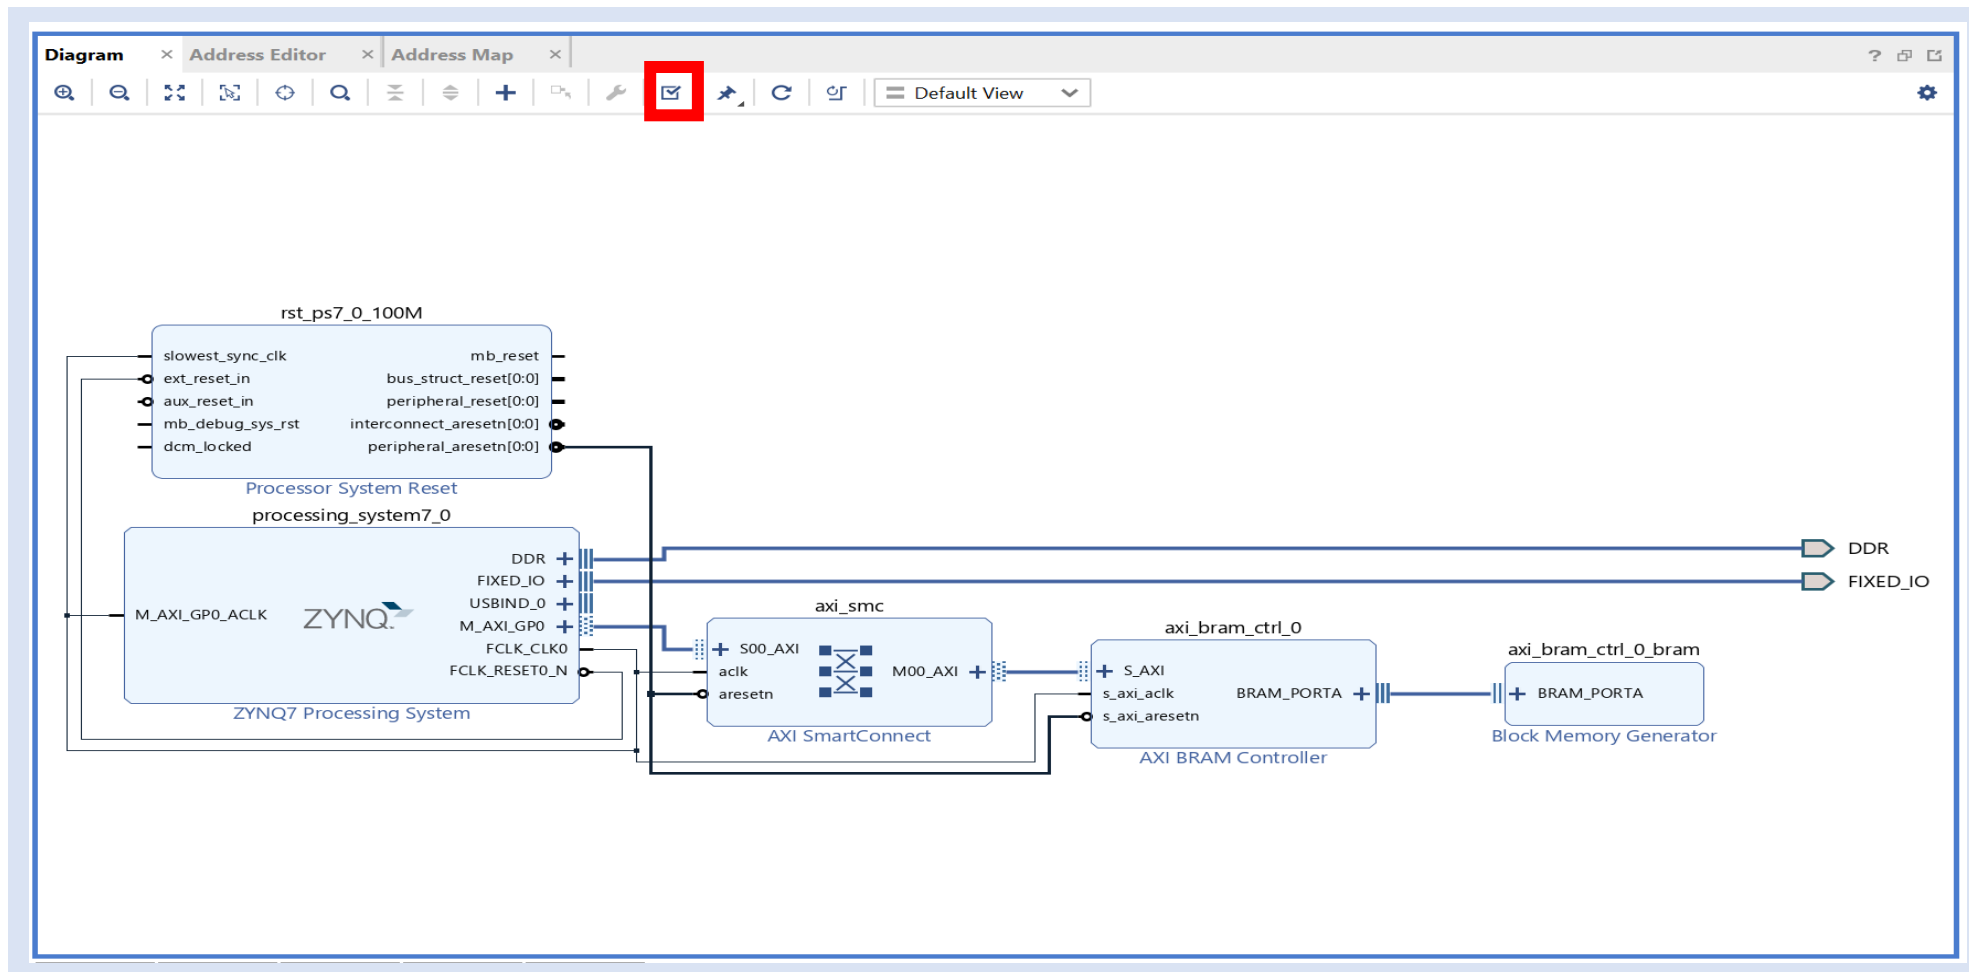 Diagram × Address Editor × Address Map ×
Default View
rst_ps7_0_100M
slowest_sync_clk mb_reset
ext_reset_in bus_struct_reset[0:0]
aux_reset_in peripheral_reset[0:0]
mb_debug_sys_rst interconnect_aresetn[0:0]
dcm_locked peripheral_aresetn[0:0]
Processor System Reset
processing_system7_0
DDR
FIXED_IO
USBIND_0
M_AXI_GP0_ACLK ZYNQ M_AXI_GP0
FCLK_CLK0
FCLK_RESET0_N
ZYNQ7 Processing System
axi_smc
S00_AXI
aclk M00_AXI
aresetn
AXI SmartConnect
axi_bram_ctrl_0
S_AXI
s_axi_aclk BRAM_PORTA
s_axi_aresetn
AXI BRAM Controller
axi_bram_ctrl_0_bram
BRAM_PORTA
Block Memory Generator
DDR
FIXED_IO